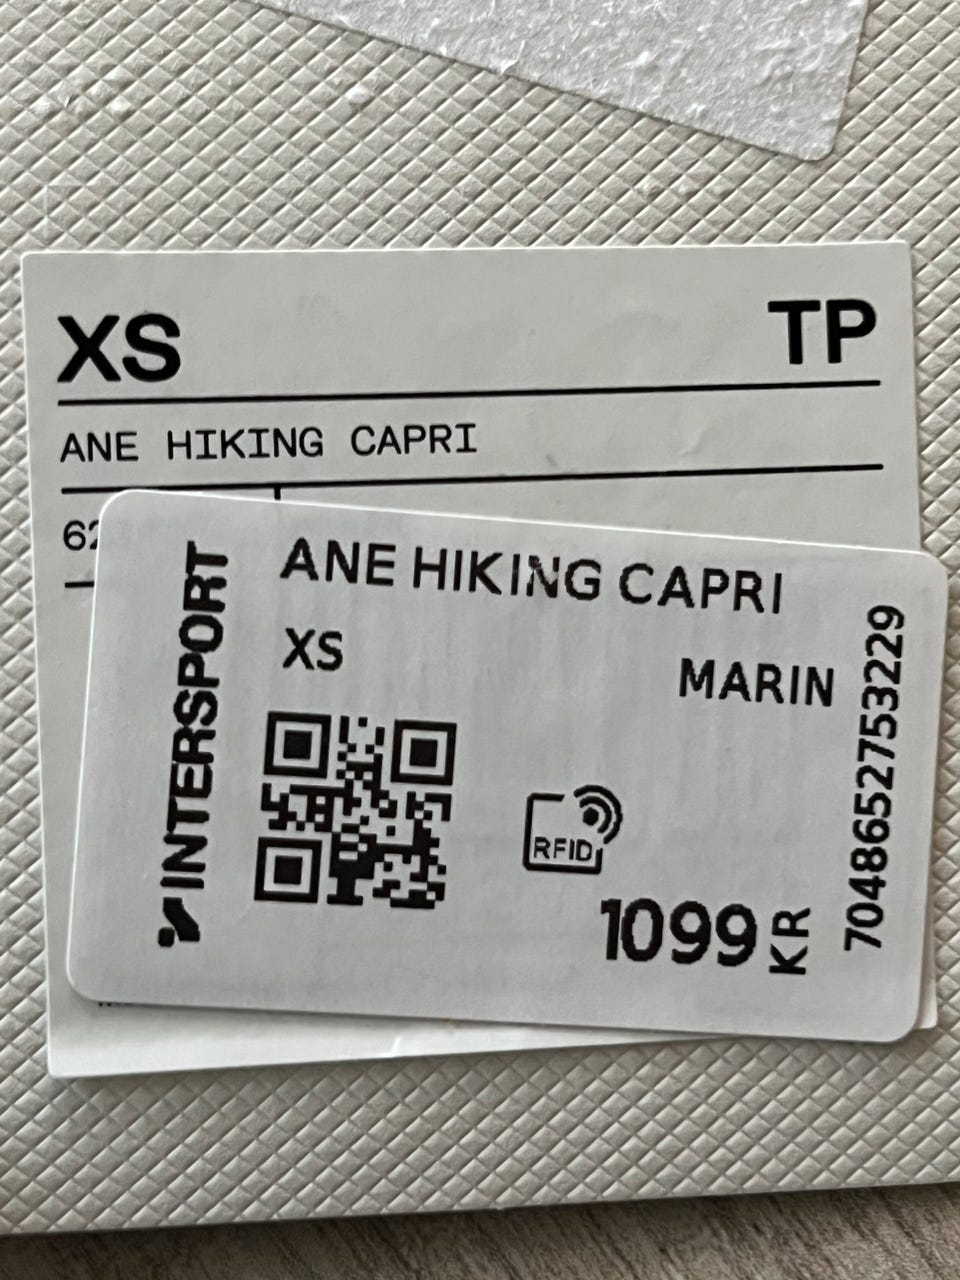 XS
TP
ANE HIKING CAPRI
62
INTERSPORT
ANE HIKING CAPRI
XS
MARIN
RFID
1099 KR
7048652753229